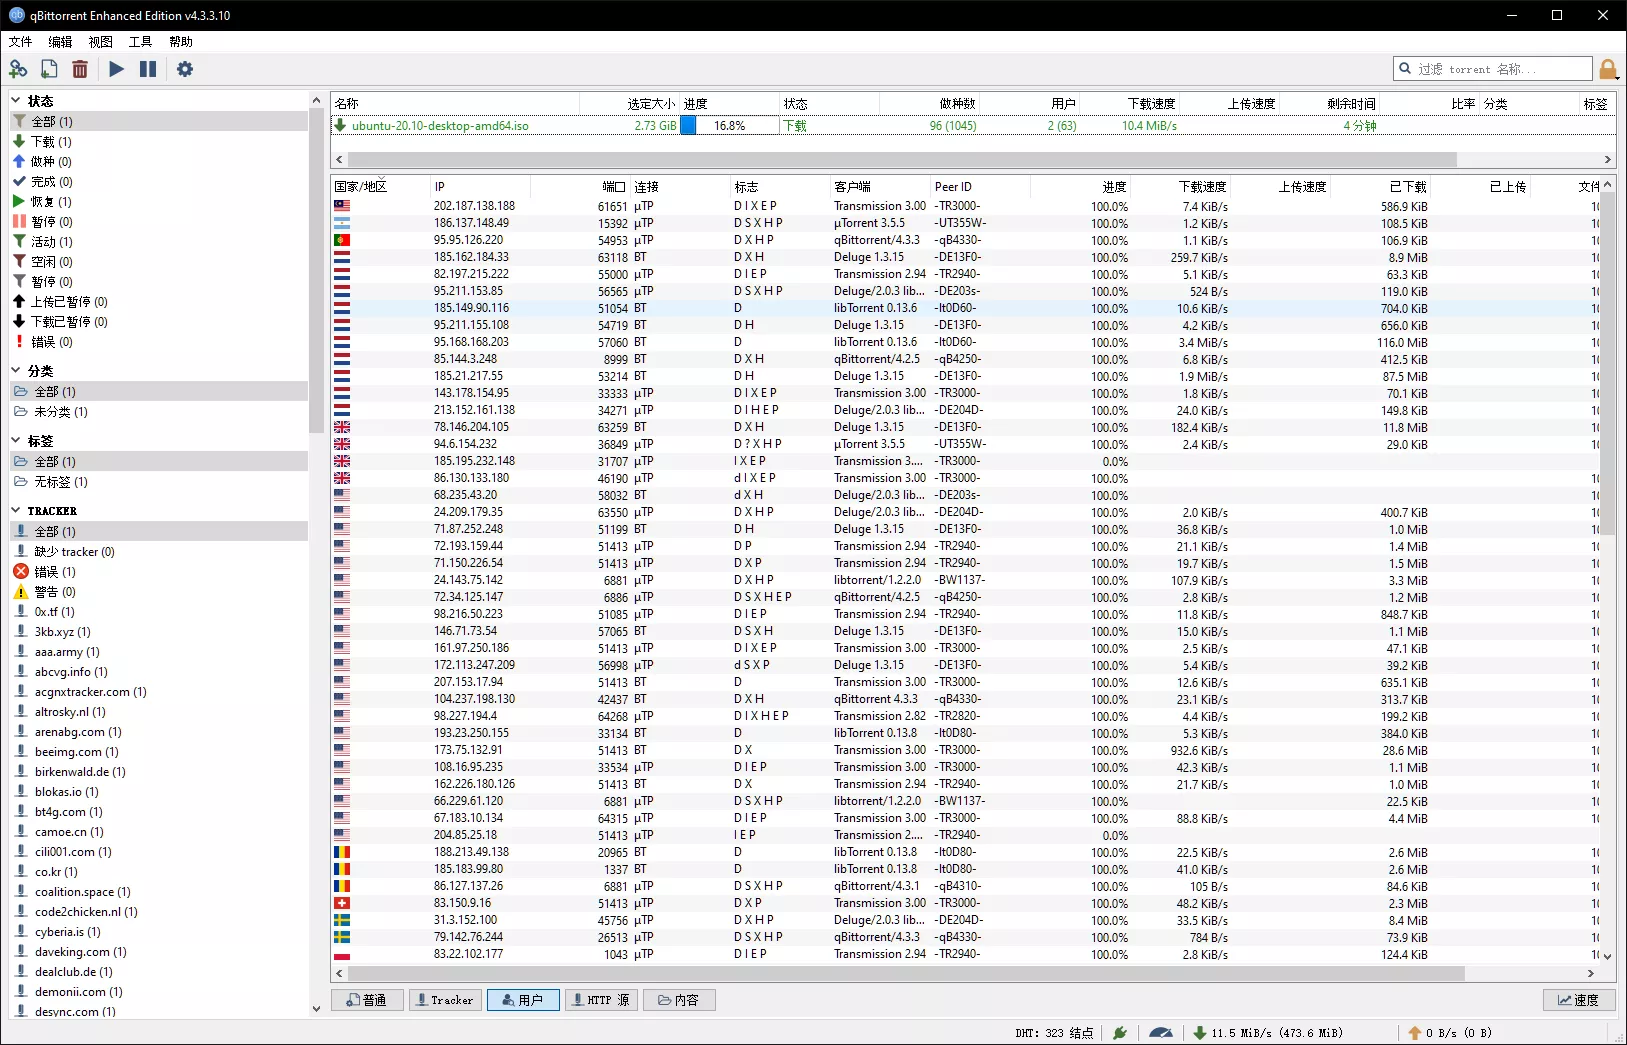 qBittorrent Enhanced Edition v4.3.3.10
文件 编辑 视图 工具 帮助
过滤 torrent 名称...
状态
全部 (1)
下载 (1)
做种 (0)
完成 (0)
恢复 (1)
暂停 (0)
活动 (1)
空闲 (0)
暂停 (0)
上传已暂停 (0)
下载已暂停 (0)
错误 (0)
分类
全部 (1)
未分类 (1)
标签
全部 (1)
无标签 (1)
TRACKER
全部 (1)
缺少 tracker (0)
错误 (1)
警告 (0)
0x.tf (1)
3kb.xyz (1)
aaa.army (1)
abcvg.info (1)
acgnxtracker.com (1)
altrosky.nl (1)
arenabg.com (1)
beeimg.com (1)
birkenwald.de (1)
blokas.io (1)
bt4g.com (1)
camoe.cn (1)
cili001.com (1)
co.kr (1)
coalition.space (1)
code2chicken.nl (1)
cyberia.is (1)
daveking.com (1)
dealclub.de (1)
demonii.com (1)
desync.com (1)
名称 选定大小 进度 状态 做种数 用户 下载速度 上传速度 剩余时间 比率 分类 标签
ubuntu-20.10-desktop-amd64.iso 2.73 GiB 16.8% 下载 96 (1045) 2 (63) 10.4 MiB/s 4 分钟
国家/地区 IP 端口 连接 标志 客户端 Peer ID 进度 下载速度 上传速度 已下载 已上传 文件
202.187.138.188 61651 μTP D I X E P Transmission 3.00 -TR3000- 100.0% 7.4 KiB/s 586.9 KiB 10
186.137.148.49 15392 μTP D S X H P μTorrent 3.5.5 -UT355W- 100.0% 1.2 KiB/s 108.5 KiB 10
95.95.126.220 54953 μTP D X H P qBittorrent/4.3.3 -qB4330- 100.0% 1.1 KiB/s 106.9 KiB 10
185.162.184.33 63118 BT D X H Deluge 1.3.15 -DE13F0- 100.0% 259.7 KiB/s 8.9 MiB 10
82.197.215.222 55000 μTP D I E P Transmission 2.94 -TR2940- 100.0% 5.1 KiB/s 63.3 KiB 10
95.211.153.85 56565 μTP D S X H P Deluge/2.0.3 lib... -DE203s- 100.0% 524 B/s 119.0 KiB 10
185.149.90.116 51054 BT D libTorrent 0.13.6 -lt0D60- 100.0% 10.6 KiB/s 704.0 KiB 10
95.211.155.108 54719 BT D H Deluge 1.3.15 -DE13F0- 100.0% 4.2 KiB/s 656.0 KiB 10
95.168.168.203 57060 BT D libTorrent 0.13.6 -lt0D60- 100.0% 3.4 MiB/s 116.0 MiB 10
85.144.3.248 8999 BT D X H qBittorrent/4.2.5 -qB4250- 100.0% 6.8 KiB/s 412.5 KiB 10
185.21.217.55 53214 BT D H Deluge 1.3.15 -DE13F0- 100.0% 1.9 MiB/s 87.5 MiB 10
143.178.154.95 33333 μTP D I X E P Transmission 3.00 -TR3000- 100.0% 1.8 KiB/s 70.1 KiB 10
213.152.161.138 34271 μTP D I H E P Deluge/2.0.3 lib... -DE204D- 100.0% 24.0 KiB/s 149.8 KiB 10
78.146.204.105 63259 BT D X H Deluge 1.3.15 -DE13F0- 100.0% 182.4 KiB/s 11.8 MiB 10
94.6.154.232 36849 μTP D ? X H P μTorrent 3.5.5 -UT355W- 100.0% 2.4 KiB/s 29.0 KiB 10
185.195.232.148 31707 μTP I X E P Transmission 3.... -TR3000- 0.0%
86.130.133.180 46190 μTP d I X E P Transmission 3.00 -TR3000- 100.0% 10
68.235.43.20 58032 BT d X H Deluge/2.0.3 lib... -DE203s- 100.0% 10
24.209.179.35 63550 μTP D X H P Deluge/2.0.3 lib... -DE204D- 100.0% 2.0 KiB/s 400.7 KiB 10
71.87.252.248 51199 BT D H Deluge 1.3.15 -DE13F0- 100.0% 36.8 KiB/s 1.0 MiB 10
72.193.159.44 51413 μTP D P Transmission 2.94 -TR2940- 100.0% 21.1 KiB/s 1.4 MiB 10
71.150.226.54 51413 μTP D X P Transmission 2.94 -TR2940- 100.0% 19.7 KiB/s 1.5 MiB 10
24.143.75.142 6881 μTP D X H P libtorrent/1.2.2.0 -BW1137- 100.0% 107.9 KiB/s 3.3 MiB 10
72.34.125.147 6886 μTP D S X H E P qBittorrent/4.2.5 -qB4250- 100.0% 2.8 KiB/s 1.2 MiB 10
98.216.50.223 51085 μTP D I E P Transmission 2.94 -TR2940- 100.0% 11.8 KiB/s 848.7 KiB 10
146.71.73.54 57065 BT D S X H Deluge 1.3.15 -DE13F0- 100.0% 15.0 KiB/s 1.1 MiB 10
161.97.250.186 51413 μTP D I X E P Transmission 3.00 -TR3000- 100.0% 2.5 KiB/s 47.1 KiB 10
172.113.247.209 56998 μTP d S X P Deluge 1.3.15 -DE13F0- 100.0% 5.4 KiB/s 39.2 KiB 10
207.153.17.94 51413 BT D Transmission 3.00 -TR3000- 100.0% 12.6 KiB/s 635.1 KiB 10
104.237.198.130 42437 BT D X H qBittorrent 4.3.3 -qB4330- 100.0% 23.1 KiB/s 313.7 KiB 10
98.227.194.4 64268 μTP D I X H E P Transmission 2.82 -TR2820- 100.0% 4.4 KiB/s 199.2 KiB 10
193.23.250.155 33134 BT D libTorrent 0.13.8 -lt0D80- 100.0% 5.3 KiB/s 384.0 KiB 10
173.75.132.91 51413 BT D X Transmission 3.00 -TR3000- 100.0% 932.6 KiB/s 28.6 MiB 10
108.16.95.235 33534 μTP D I E P Transmission 3.00 -TR3000- 100.0% 42.3 KiB/s 1.1 MiB 10
162.226.180.126 51413 BT D X Transmission 2.94 -TR2940- 100.0% 21.7 KiB/s 1.0 MiB 10
66.229.61.120 6881 μTP D S X H P libtorrent/1.2.2.0 -BW1137- 100.0% 22.5 KiB 10
67.183.10.134 64315 μTP D I E P Transmission 3.00 -TR3000- 100.0% 88.8 KiB/s 4.4 MiB 10
204.85.25.18 51413 μTP I E P Transmission 2.... -TR2940- 0.0%
188.213.49.138 20965 BT D libTorrent 0.13.8 -lt0D80- 100.0% 22.5 KiB/s 2.6 MiB 10
185.183.99.80 1337 BT D libTorrent 0.13.8 -lt0D80- 100.0% 41.0 KiB/s 2.6 MiB 10
86.127.137.26 6881 μTP D S X H P qBittorrent/4.3.1 -qB4310- 100.0% 105 B/s 84.6 KiB 10
83.150.9.16 51413 μTP D X P Transmission 3.00 -TR3000- 100.0% 48.2 KiB/s 2.3 MiB 10
31.3.152.100 45756 μTP D X H P Deluge/2.0.3 lib... -DE204D- 100.0% 33.5 KiB/s 8.4 MiB 10
79.142.76.244 26513 μTP D S X H P qBittorrent/4.3.3 -qB4330- 100.0% 784 B/s 73.9 KiB 10
83.22.102.177 1043 μTP D I E P Transmission 2.94 -TR2940- 100.0% 2.8 KiB/s 124.4 KiB 10
普通 Tracker 用户 HTTP 源 内容 速度
DHT: 323 结点 11.5 MiB/s (473.6 MiB) 0 B/s (0 B)